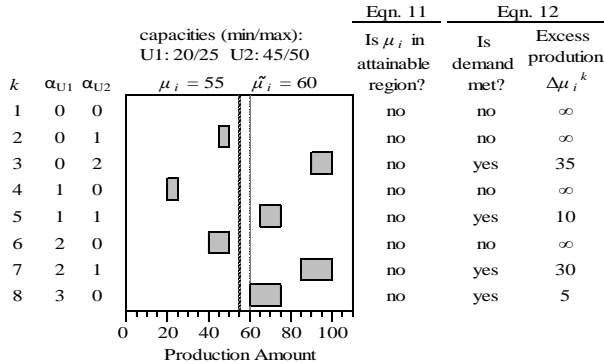 Eqn. 11 Eqn. 12
capacities (min/max):
U1: 20/25 U2: 45/50
Is μ i in attainable region?
Is demand met?
Excess prodution Δμ i k
k αU1 αU2 μ i = 55 μ̃ i = 60
1 0 0 no no ∞
2 0 1 no no ∞
3 0 2 no yes 35
4 1 0 no no ∞
5 1 1 no yes 10
6 2 0 no no ∞
7 2 1 no yes 30
8 3 0 no yes 5
0 20 40 60 80 100
Production Amount